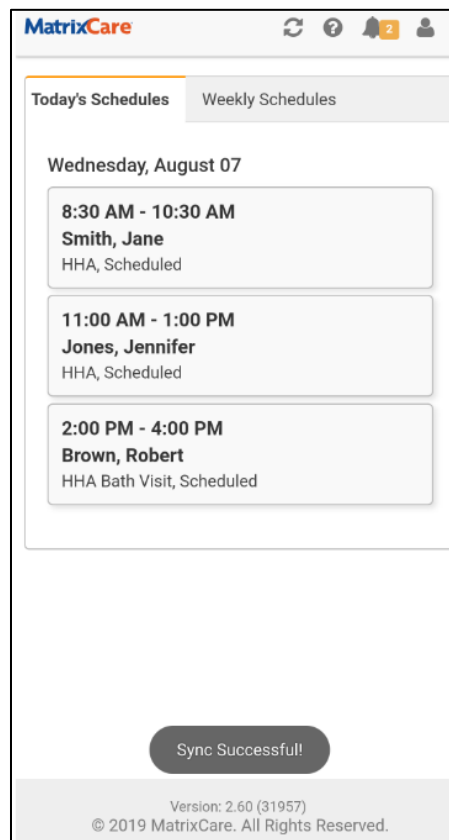 MatrixCare
2
Today's Schedules Weekly Schedules
Wednesday, August 07
8:30 AM - 10:30 AM
Smith, Jane
HHA, Scheduled
11:00 AM - 1:00 PM
Jones, Jennifer
HHA, Scheduled
2:00 PM - 4:00 PM
Brown, Robert
HHA Bath Visit, Scheduled
Sync Successful!
Version: 2.60 (31957)
© 2019 MatrixCare. All Rights Reserved.